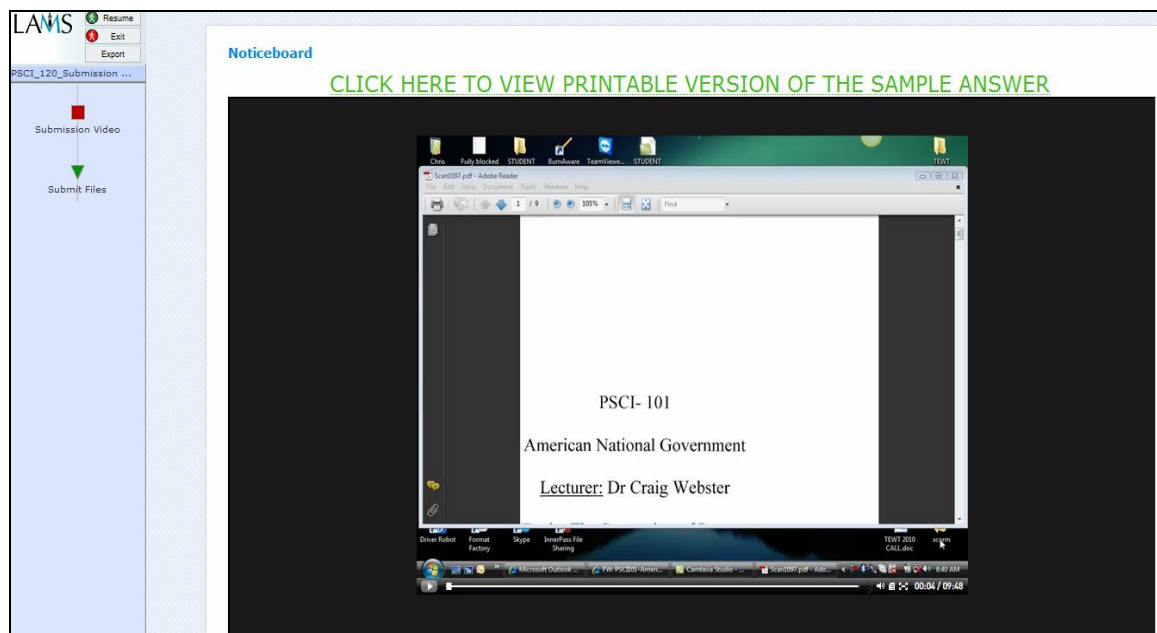 LAMS
Resume
Exit
Export
PSCI_120_Submission ...
Submission Video
Submit Files
Noticeboard
CLICK HERE TO VIEW PRINTABLE VERSION OF THE SAMPLE ANSWER
Chris Fully blocked STUDENT BurnAware TeamViewe... STUDENT TEWT
Scan1097.pdf - Adobe Reader
File Edit View Document Tools Window Help
1 / 9 105% Find
PSCI- 101
American National Government
Lecturer: Dr Craig Webster
Driver Robot Format Factory Skype InnerPass File Sharing TEWT 2010 CALL.doc scorm
Microsoft Outlook ... FW: PSCI101-Amer... Camtasia Studio - ... Scan1097.pdf - Ado... 8:40 AM
00:04 / 09:48